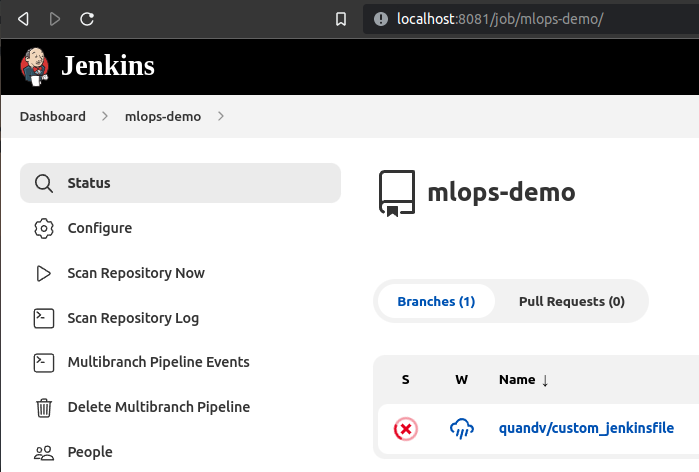 localhost:8081/job/mlops-demo/
Jenkins
Dashboard > mlops-demo >
Status
Configure
Scan Repository Now
Scan Repository Log
Multibranch Pipeline Events
Delete Multibranch Pipeline
People
mlops-demo
Branches (1) Pull Requests (0)
S W Name ↓
quandv/custom_jenkinsfile